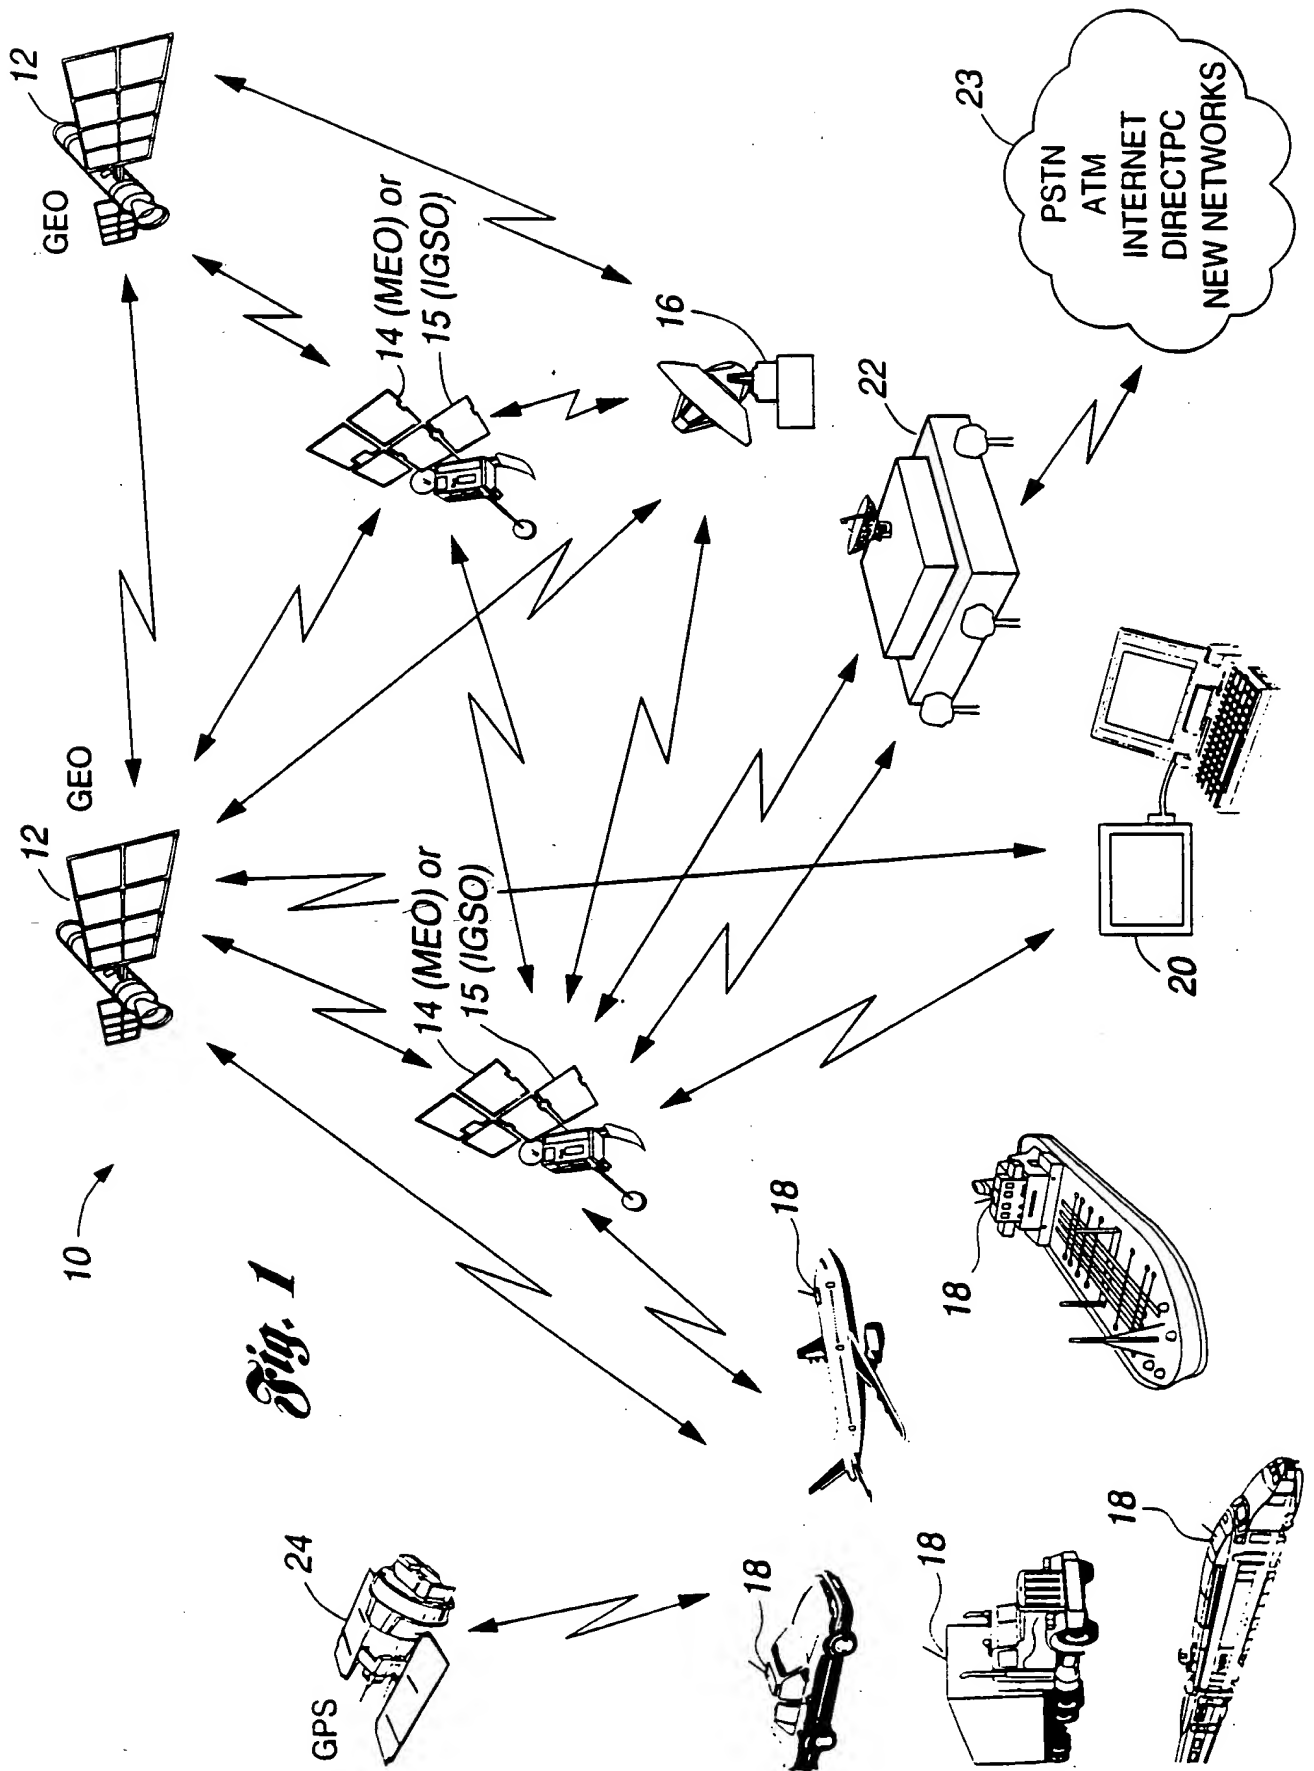 10
Fig. 1
GPS
24
12
GEO
12
GEO
14 (MEO) or
15 (IGSO)
14 (MEO) or
15 (IGSO)
16
18
18
18
18
18
20
22
23
PSTN
ATM
INTERNET
DIRECTPC
NEW NETWORKS